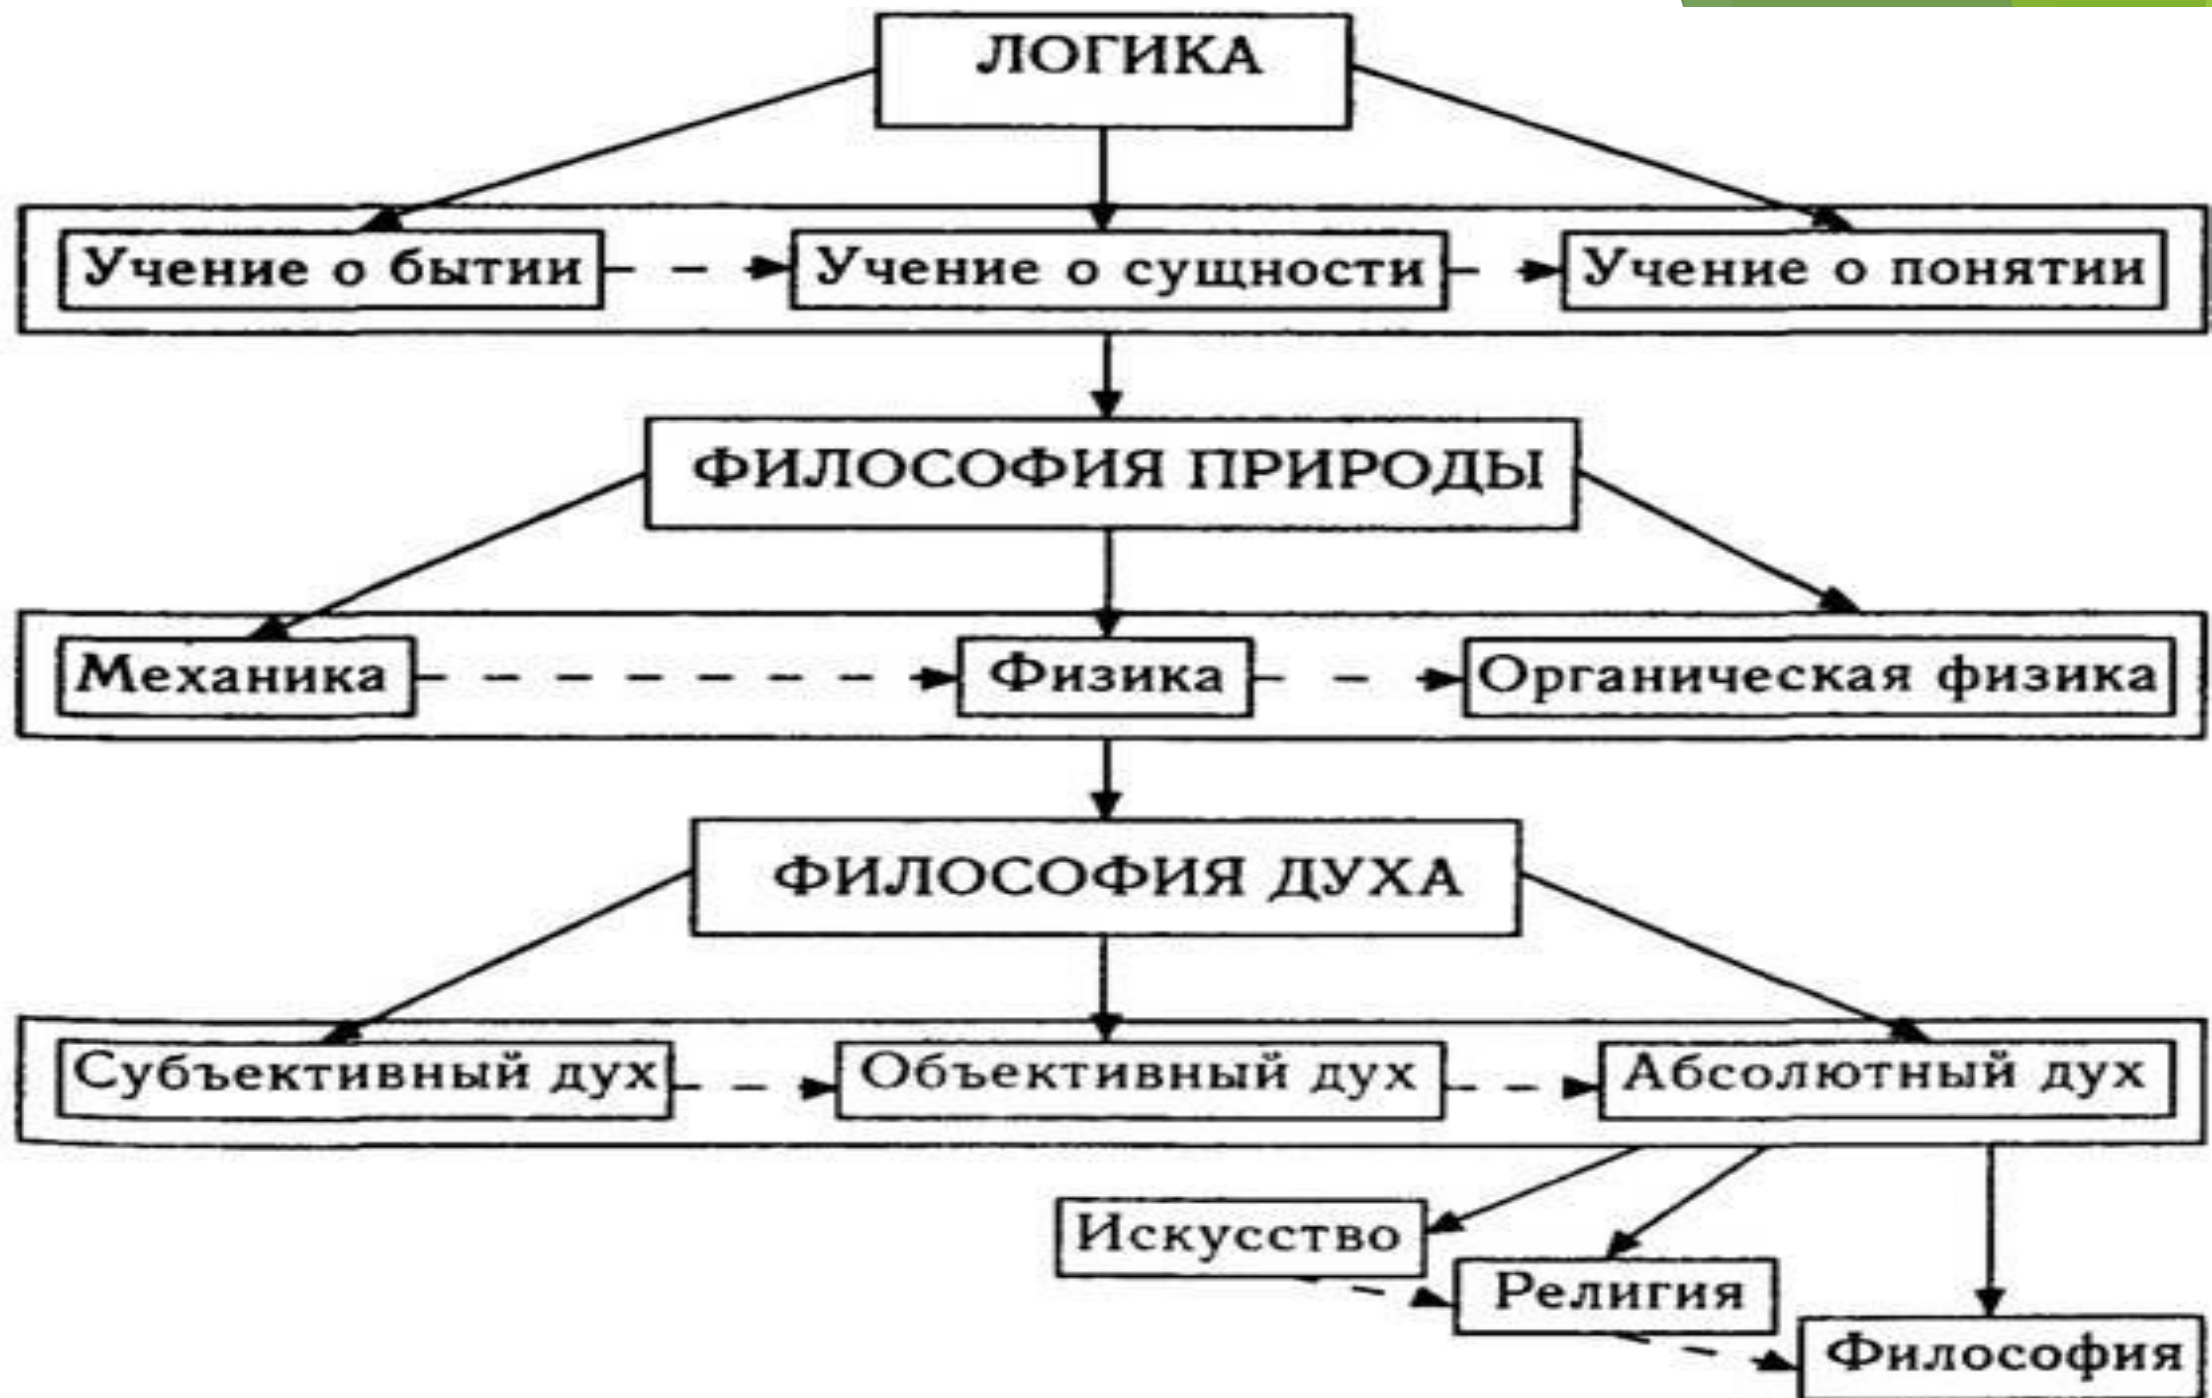 ЛОГИКА
Учение о бытии
Учение о сущности
Учение о понятии
ФИЛОСОФИЯ ПРИРОДЫ
Механика
Физика
Органическая физика
ФИЛОСОФИЯ ДУХА
Субъективный дух
Объективный дух
Абсолютный дух
Искусство
Религия
Философия